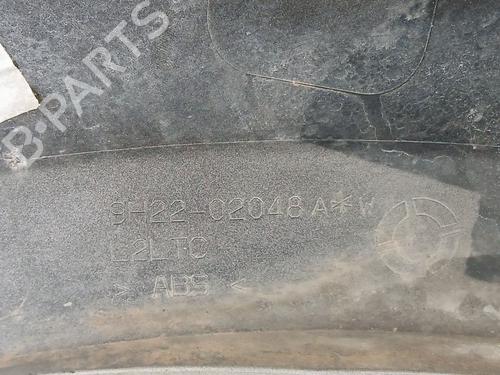 B-PARTS
9H22-02048 A*W
L2LTC
> ABS <